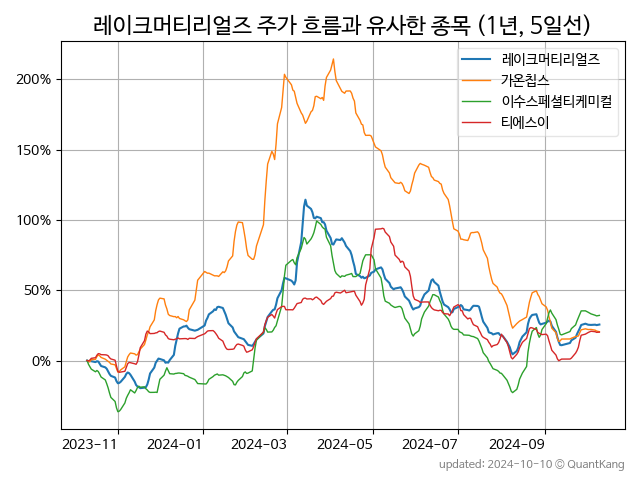 레이크머티리얼즈 주가 흐름과 유사한 종목 (1년, 5일선)
레이크머티리얼즈
가온칩스
이수스페셜티케미컬
티에스이
200%
150%
100%
50%
0%
2023-11 2024-01 2024-03 2024-05 2024-07 2024-09
updated: 2024-10-10 © QuantKang